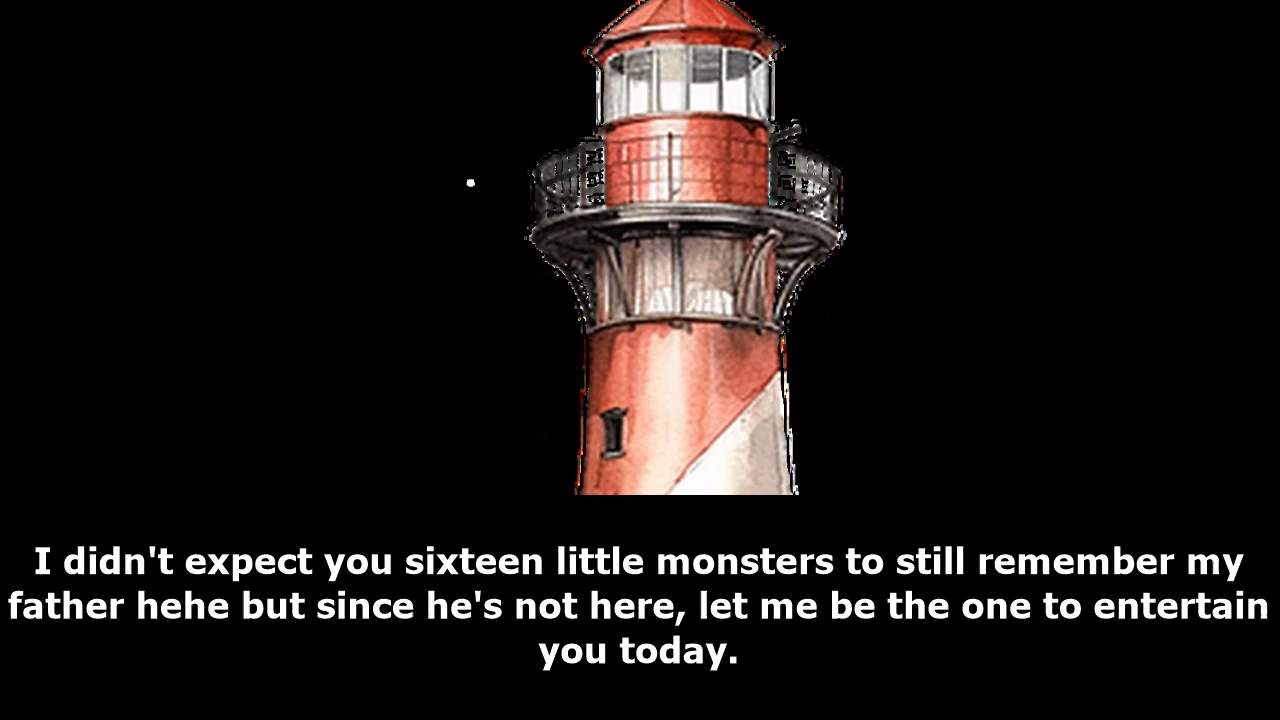 I didn't expect you sixteen little monsters to still remember my
father hehe but since he's not here, let me be the one to entertain
you today.